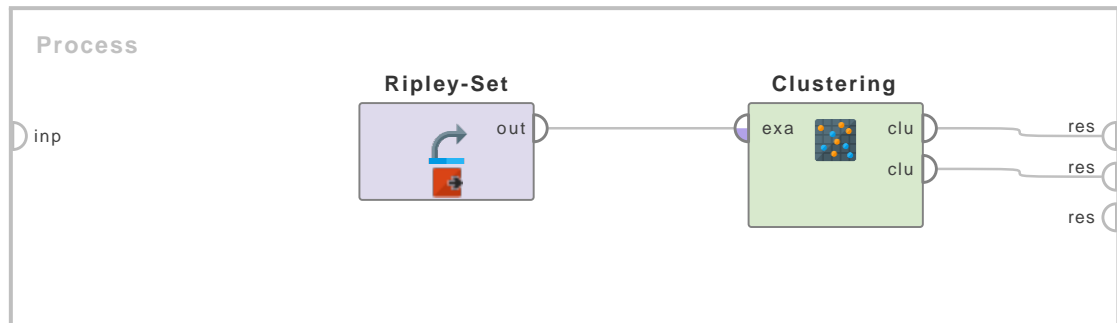 Process
Ripley-Set
Clustering
inp
out
exa
clu
res
clu
res
res